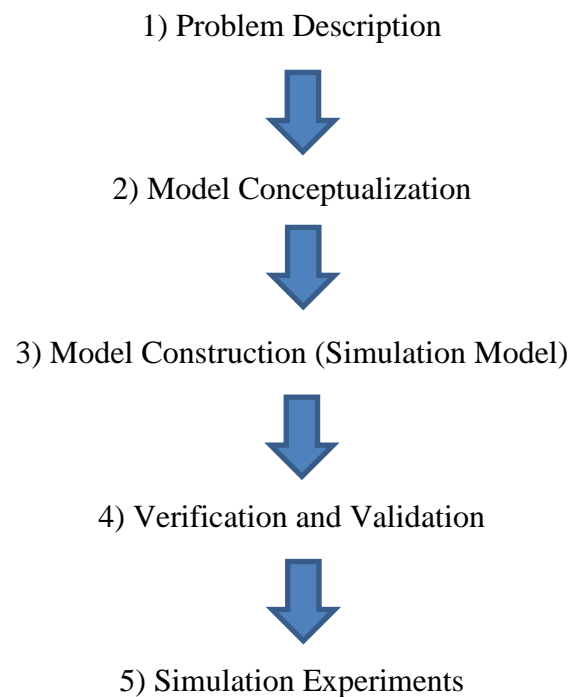 1) Problem Description
2) Model Conceptualization
3) Model Construction (Simulation Model)
4) Verification and Validation
5) Simulation Experiments